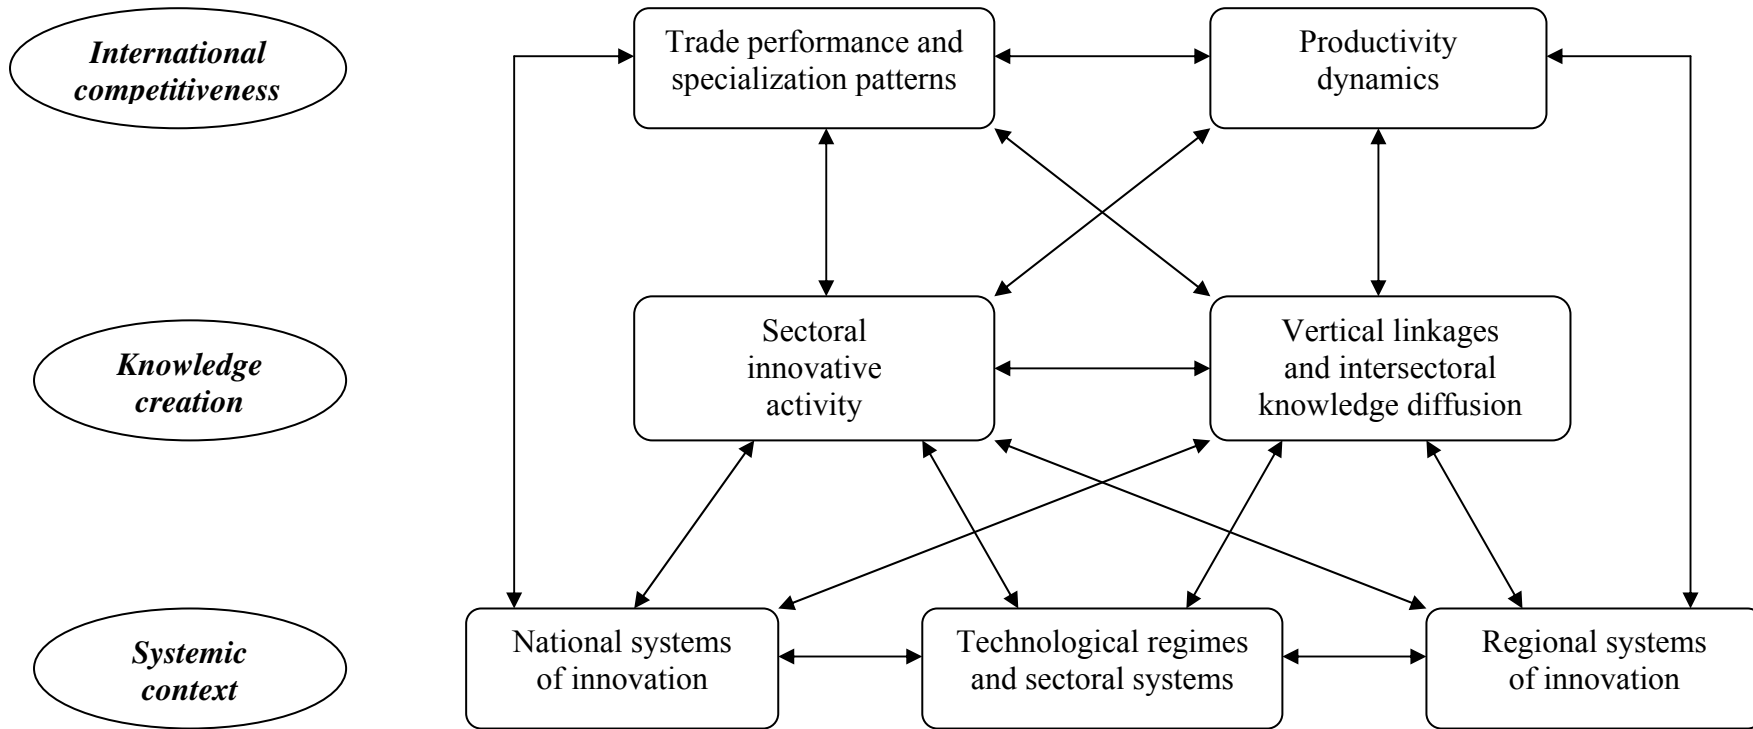 International
competitiveness
Trade performance and
specialization patterns
Productivity
dynamics
Knowledge
creation
Sectoral
innovative
activity
Vertical linkages
and intersectoral
knowledge diffusion
Systemic
context
National systems
of innovation
Technological regimes
and sectoral systems
Regional systems
of innovation